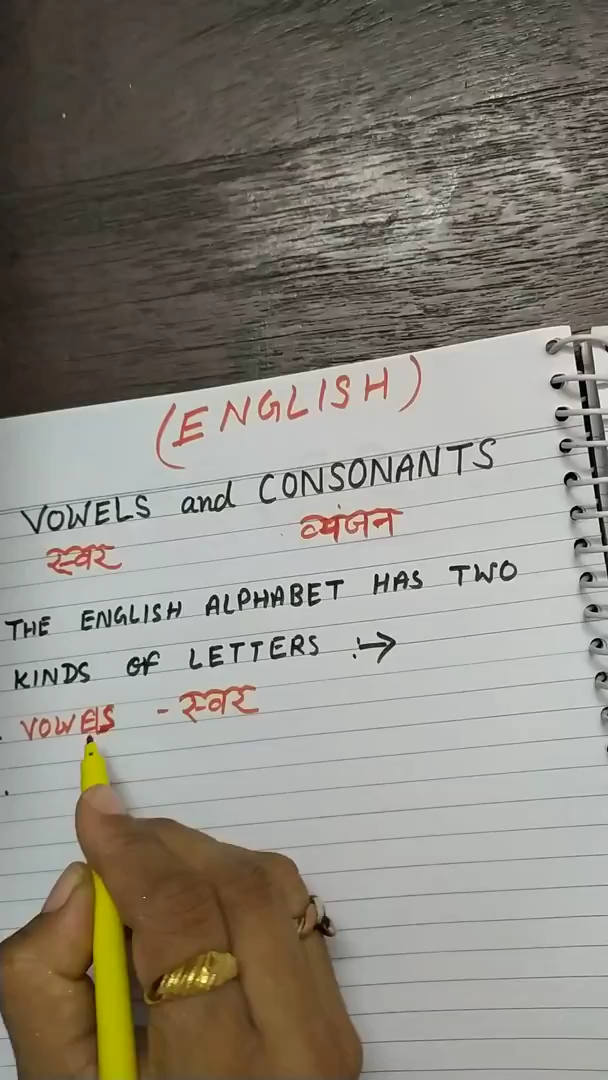 (ENGLISH)
VOWELS and CONSONANTS
स्वर व्यंजन
THE ENGLISH ALPHABET HAS TWO
KINDS OF LETTERS :→
. VOWELS - स्वर
.